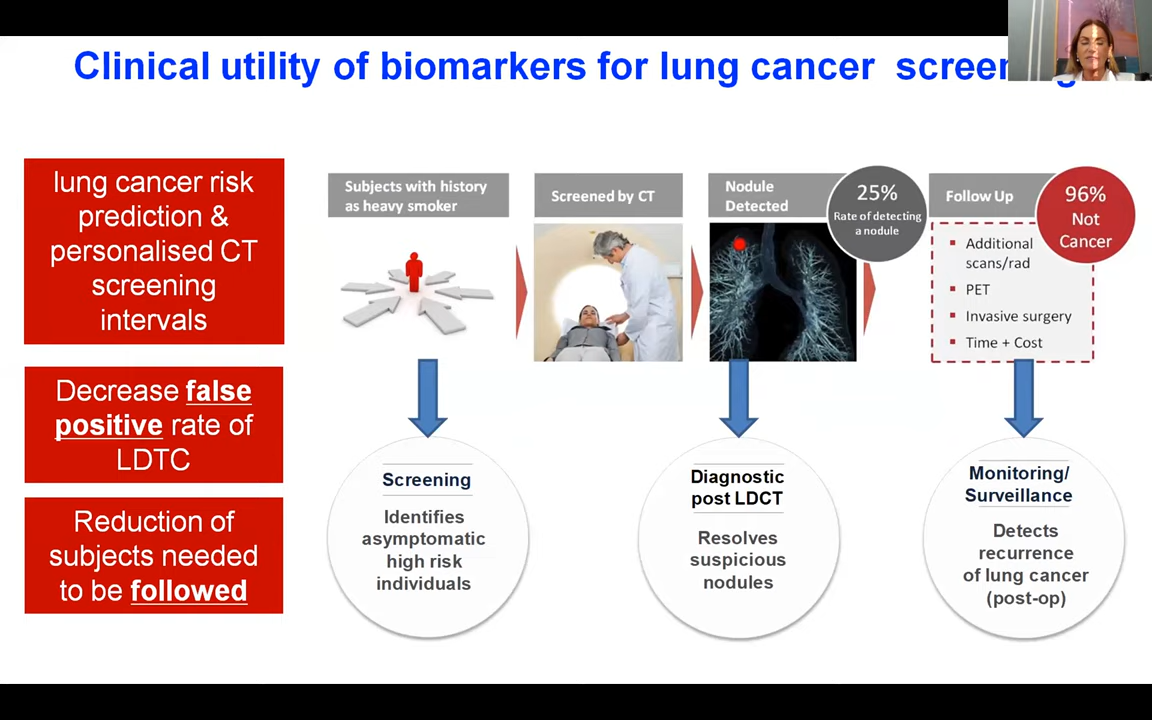 Clinical utility of biomarkers for lung cancer
lung cancer risk
prediction &
personalised CT
screening
intervals
Decrease false
positive rate of
LDTC
Reduction of
subjects needed
to be followed
Subjects with history
as heavy smoker
Screened by CT
Nodule
Detected
25%
Rate of detecting
a nodule
Follow Up
96%
Not
Cancer
▪ Additional
scans/rad
▪ PET
▪ Invasive surgery
▪ Time + Cost
Screening
Identifies
asymptomatic
high risk
individuals
Diagnostic
post LDCT
Resolves
suspicious
nodules
Monitoring/
Surveillance
Detects
recurrence
of lung cancer
(post-op)